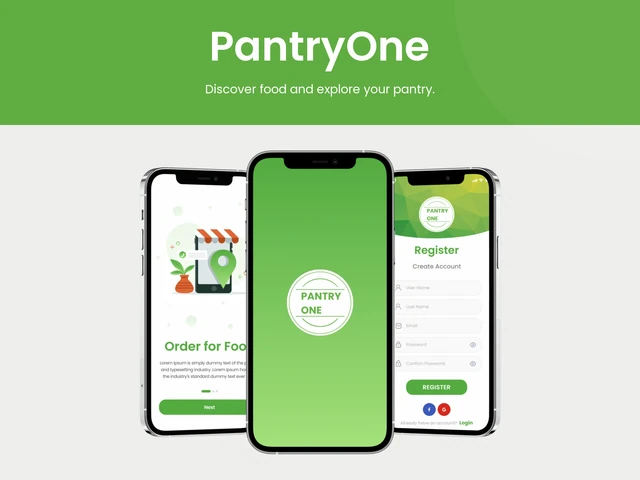 PantryOne
Discover food and explore your pantry.
Order for Foo
Lorem Ipsum is simply dummy text of the p
and typesetting industry. Lorem Ipsum has
the industry's standard dummy text ever
Next
PANTRY
ONE
PANTRY
ONE
Register
Create Account
User Name
Last Name
Email
Password
Confirm Password
REGISTER
f G
Already have an account? Login